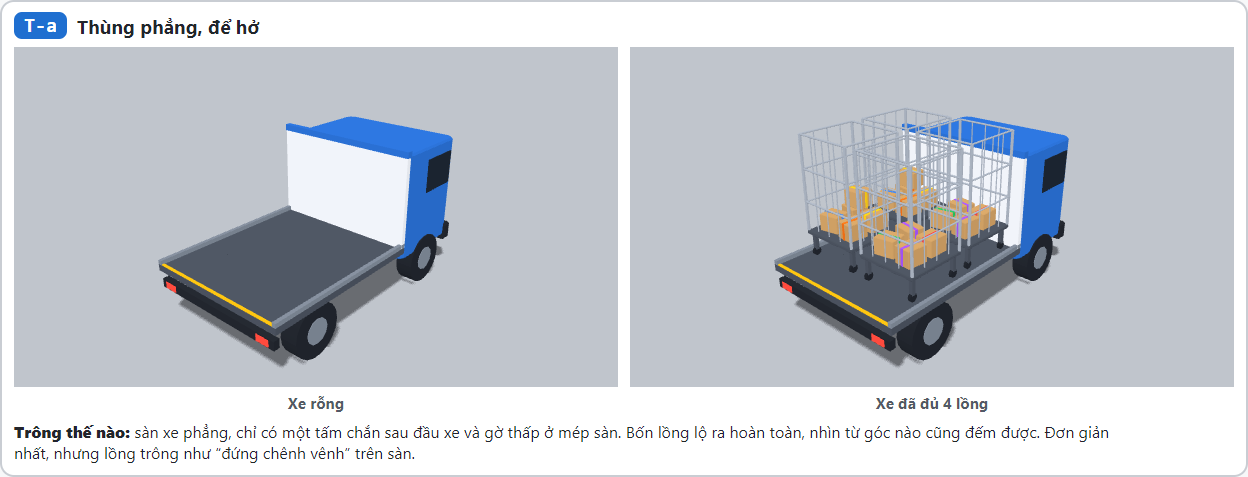 T-a Thùng phẳng, để hở
Xe rỗng
Xe đã đủ 4 lồng
Trông thế nào: sàn xe phẳng, chỉ có một tấm chắn sau đầu xe và gờ thấp ở mép sàn. Bốn lồng lộ ra hoàn toàn, nhìn từ góc nào cũng đếm được. Đơn giản
nhất, nhưng lồng trông như “đứng chênh vênh” trên sàn.